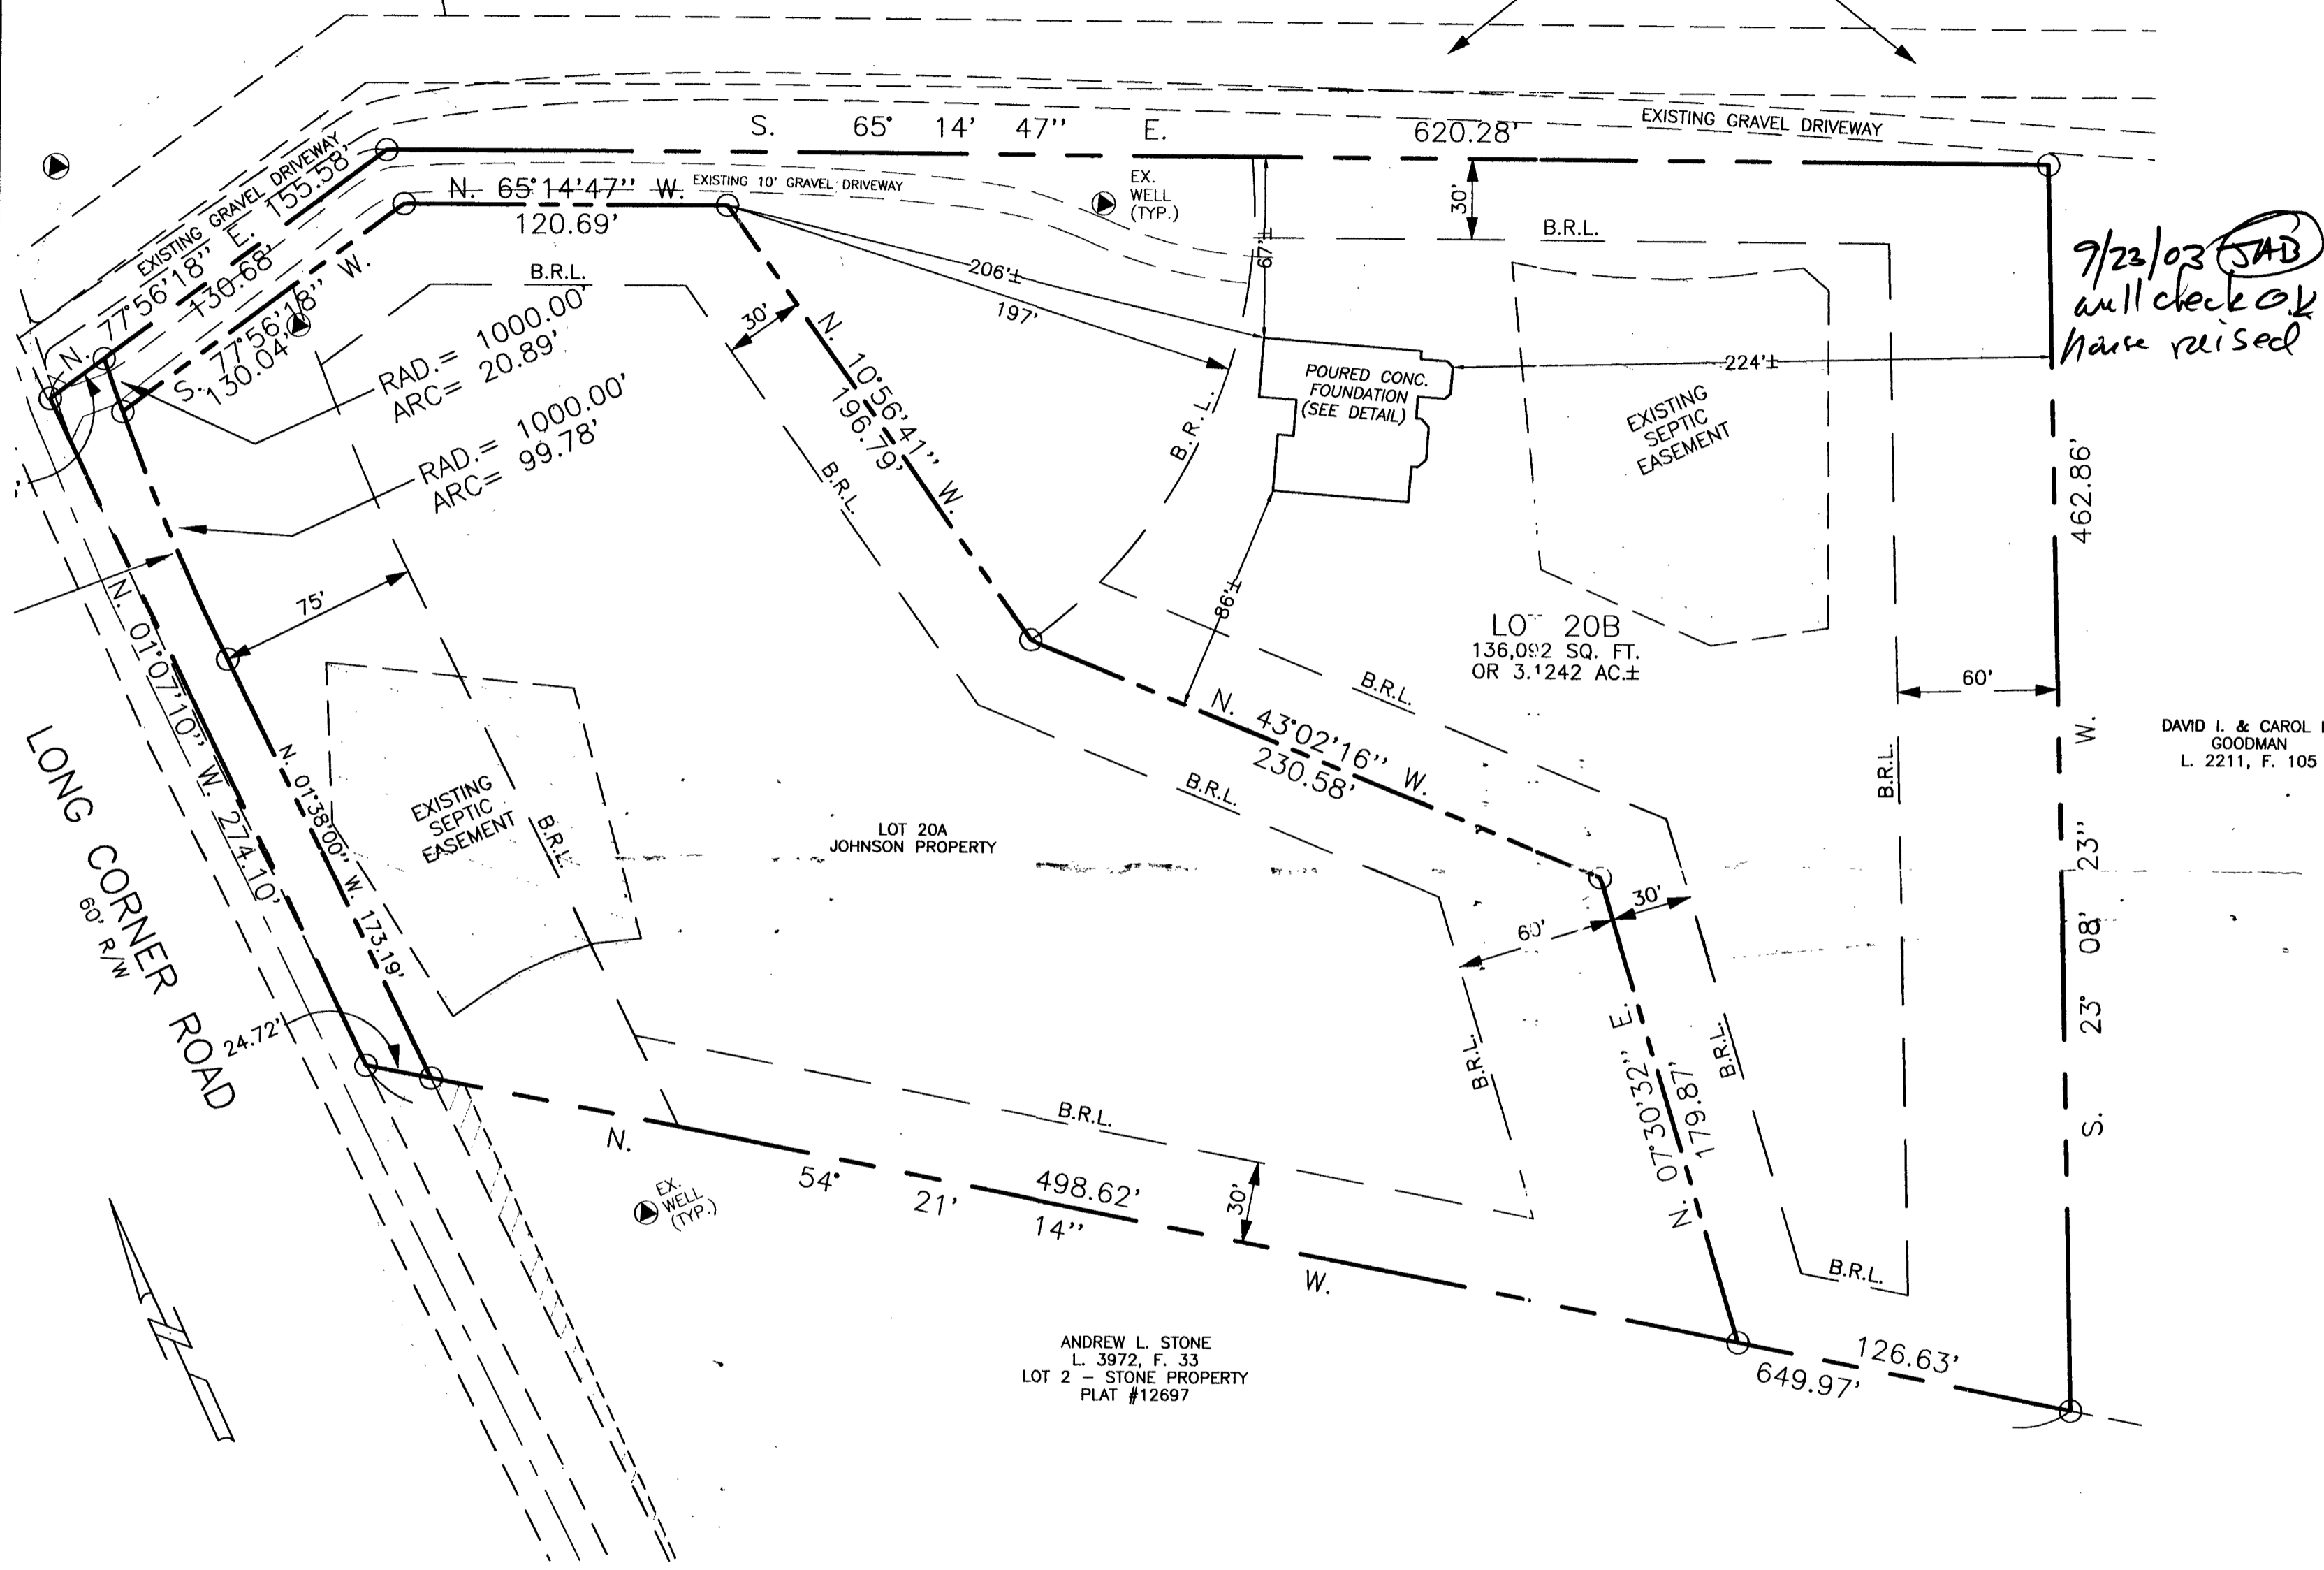 EXISTING GRAVEL DRIVEWAY
S. 65° 14' 47" E. 620.28'
EXISTING GRAVEL DRIVEWAY
N. 77°56'18" E. 155.58'
130.68'
N. 65°14'47" W.
120.69'
EXISTING 10' GRAVEL DRIVEWAY
EX.
WELL
(TYP.)
67'±
30'
B.R.L.
9/23/03 JAB
well check OK
house raised
S. 77°56'18" W.
130.04'
B.R.L.
RAD.= 1000.00'
ARC= 20.89'
RAD.= 1000.00'
ARC= 99.78'
30'
206'±
197'
N. 10°56'41" W.
196.79'
B.R.L.
B.R.L.
POURED CONC.
FOUNDATION
(SEE DETAIL)
224'±
EXISTING
SEPTIC
EASEMENT
462.86'
75'
86'±
LOT 20B
136,092 SQ. FT.
OR 3.1242 AC.±
60'
N. 01°07'10" W. 274.10'
N. 01°38'00" W. 173.19'
LONG CORNER ROAD
60' R/W
EXISTING
SEPTIC
EASEMENT
B.R.L.
LOT 20A
JOHNSON PROPERTY
N. 43°02'16" W.
230.58'
B.R.L.
B.R.L.
B.R.L.
S. 23° 08' 23" W.
DAVID I. & CAROL
GOODMAN
L. 2211, F. 105
60'
30'
24.72'
B.R.L.
B.R.L.
N. 07°30'32" E.
179.87'
B.R.L.
B.R.L.
N. 54° 21' 14" W.
498.62'
30'
EX.
WELL
(TYP.)
126.63'
649.97'
ANDREW L. STONE
L. 3972, F. 33
LOT 2 – STONE PROPERTY
PLAT #12697